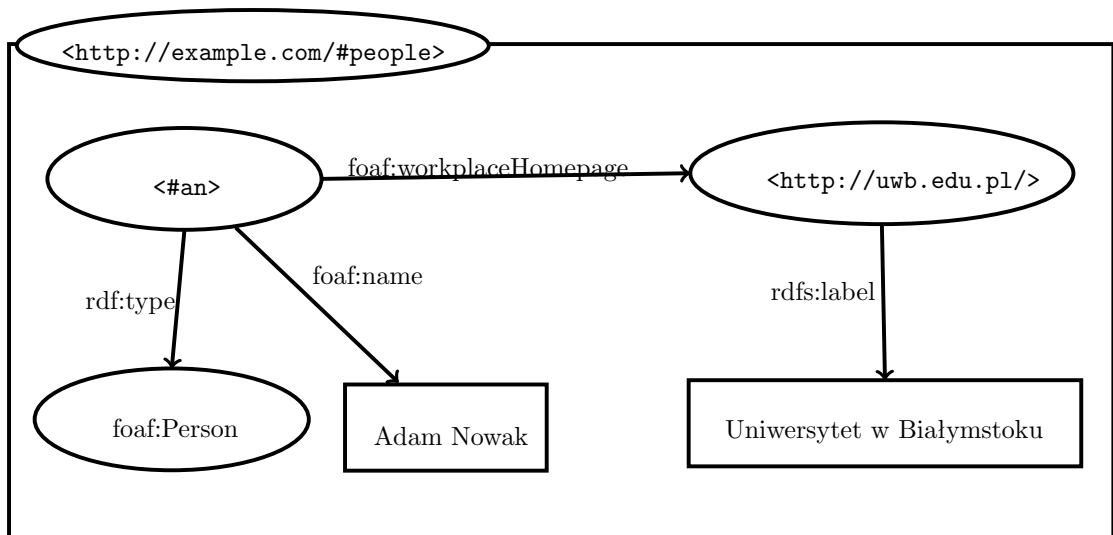 <http://example.com/#people>
foaf:workplaceHomepage
<#an>
<http://uwb.edu.pl/>
foaf:name
rdf:type
rdfs:label
foaf:Person
Adam Nowak
Uniwersytet w Białymstoku